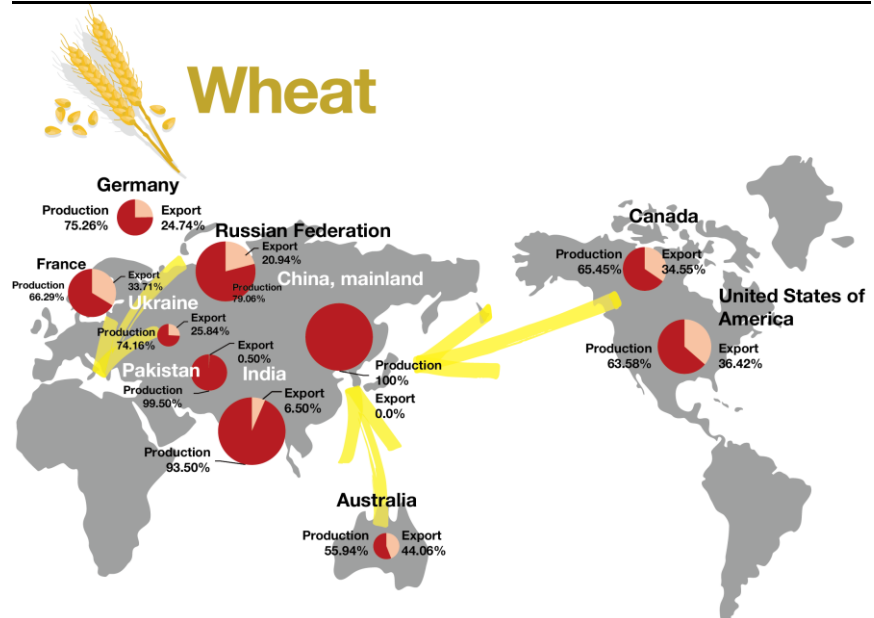 Wheat
Germany
Production
75.26%
Export
24.74%
Russian Federation
Export
20.94%
Production
79.06%
France
Production
66.29%
Export
33.71%
China, mainland
Production
100%
Export
0.0%
Ukraine
Production
74.16%
Export
25.84%
Pakistan
Export
0.50%
Production
99.50%
India
Export
6.50%
Production
93.50%
Canada
Production
65.45%
Export
34.55%
United States of
America
Production
63.58%
Export
36.42%
Australia
Production
55.94%
Export
44.06%